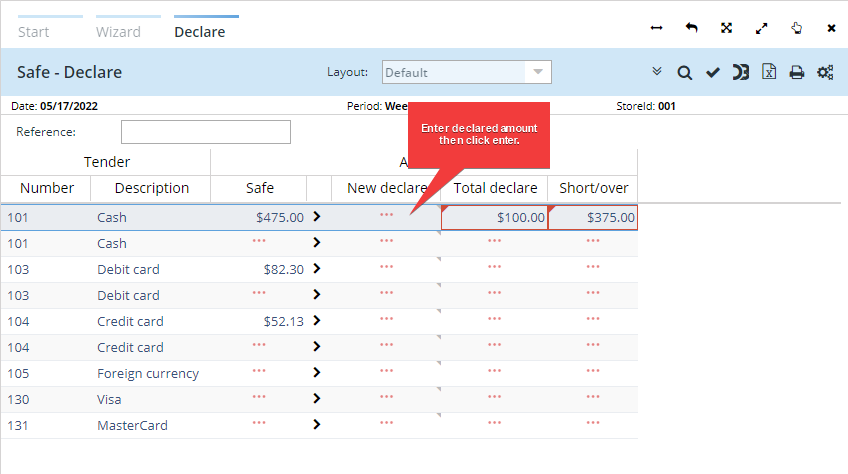 Start Wizard Declare
Safe - Declare Layout: Default
Date: 05/17/2022 Period: Wee StoreId: 001
Enter declared amount
then click enter.
Reference:
Tender A
Number Description Safe New declare Total declare Short/over
101 Cash $475.00 *** $100.00 $375.00
101 Cash *** *** *** ***
103 Debit card $82.30 *** *** ***
103 Debit card *** *** *** ***
104 Credit card $52.13 *** *** ***
104 Credit card *** *** *** ***
105 Foreign currency *** *** *** ***
130 Visa *** *** *** ***
131 MasterCard *** *** *** ***